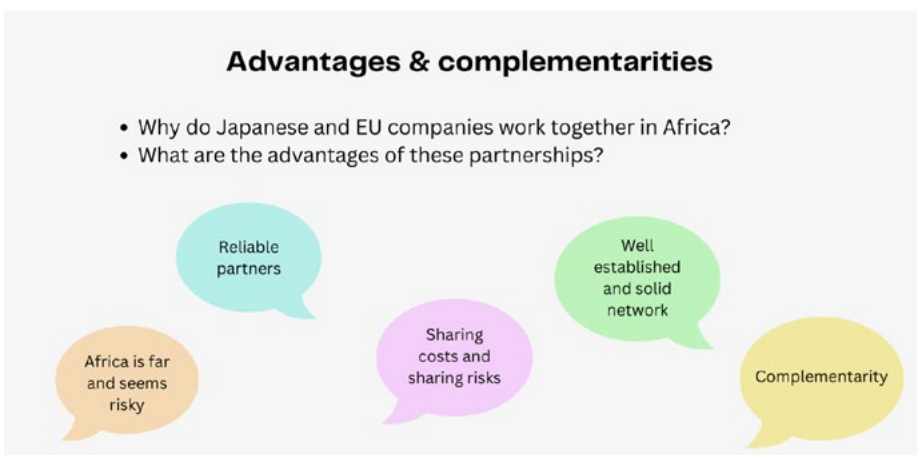 Advantages & complementarities
• Why do Japanese and EU companies work together in Africa?
• What are the advantages of these partnerships?
Reliable
partners
Well
established
and solid
network
Africa is far
and seems
risky
Sharing
costs and
sharing risks
Complementarity